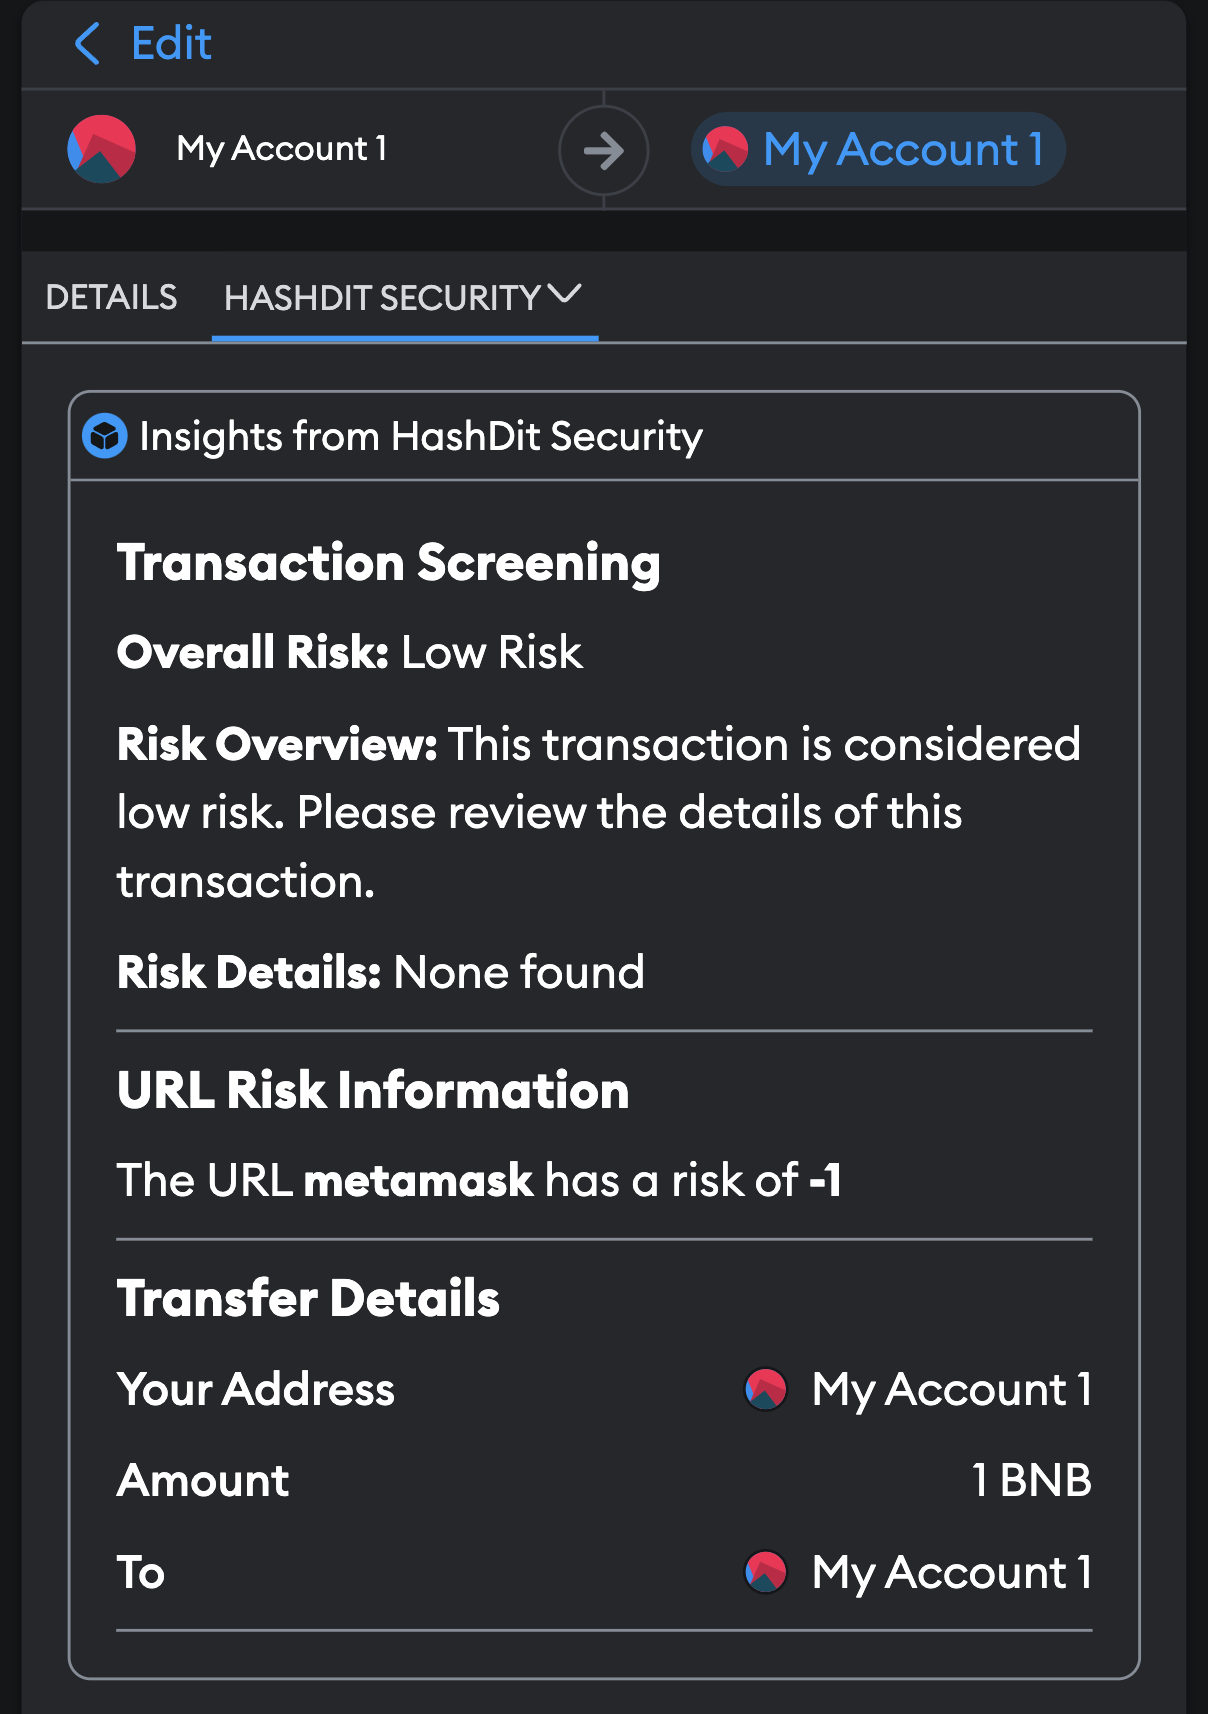 Edit
My Account 1
My Account 1
DETAILS
HASHDIT SECURITY
Insights from HashDit Security
Transaction Screening
Overall Risk: Low Risk
Risk Overview: This transaction is considered
low risk. Please review the details of this
transaction.
Risk Details: None found
URL Risk Information
The URL metamask has a risk of -1
Transfer Details
Your Address My Account 1
Amount 1 BNB
To My Account 1